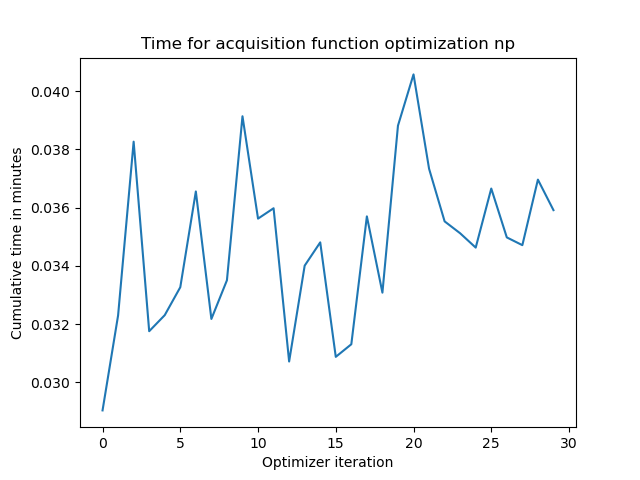 Time for acquisition function optimization np
Cumulative time in minutes
0.040
0.038
0.036
0.034
0.032
0.030
0 5 10 15 20 25 30
Optimizer iteration